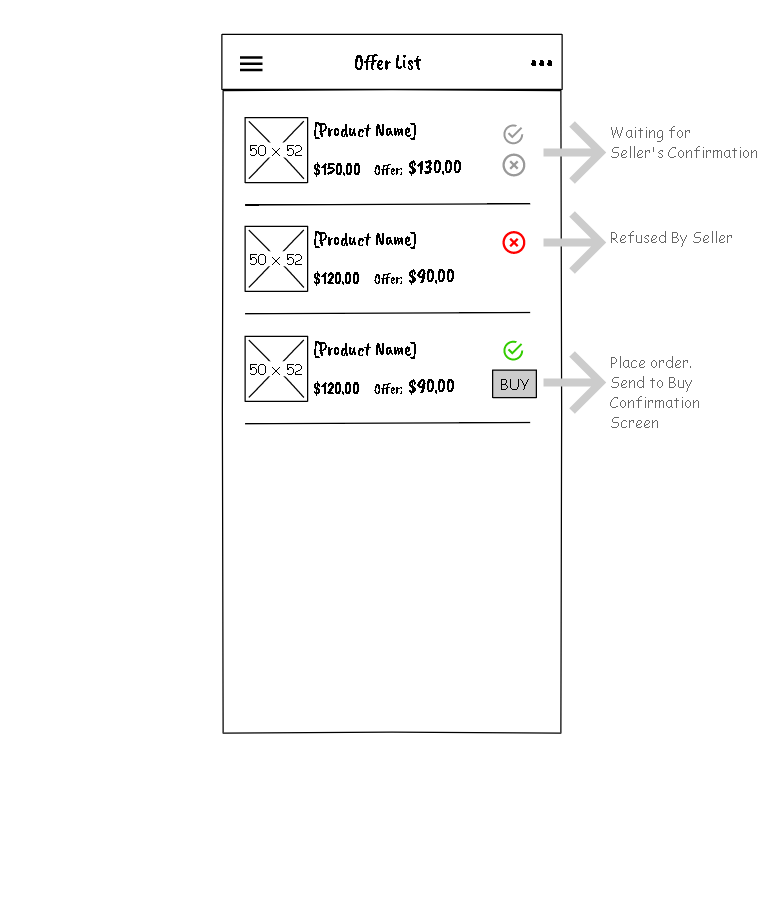 Offer List
50 x 52
[Product Name]
$150,00 Offer: $130,00
Waiting for
Seller's Confirmation
50 x 52
[Product Name]
$120,00 Offer: $90,00
Refused By Seller
50 x 52
[Product Name]
$120,00 Offer: $90,00
BUY
Place order.
Send to Buy
Confirmation
Screen